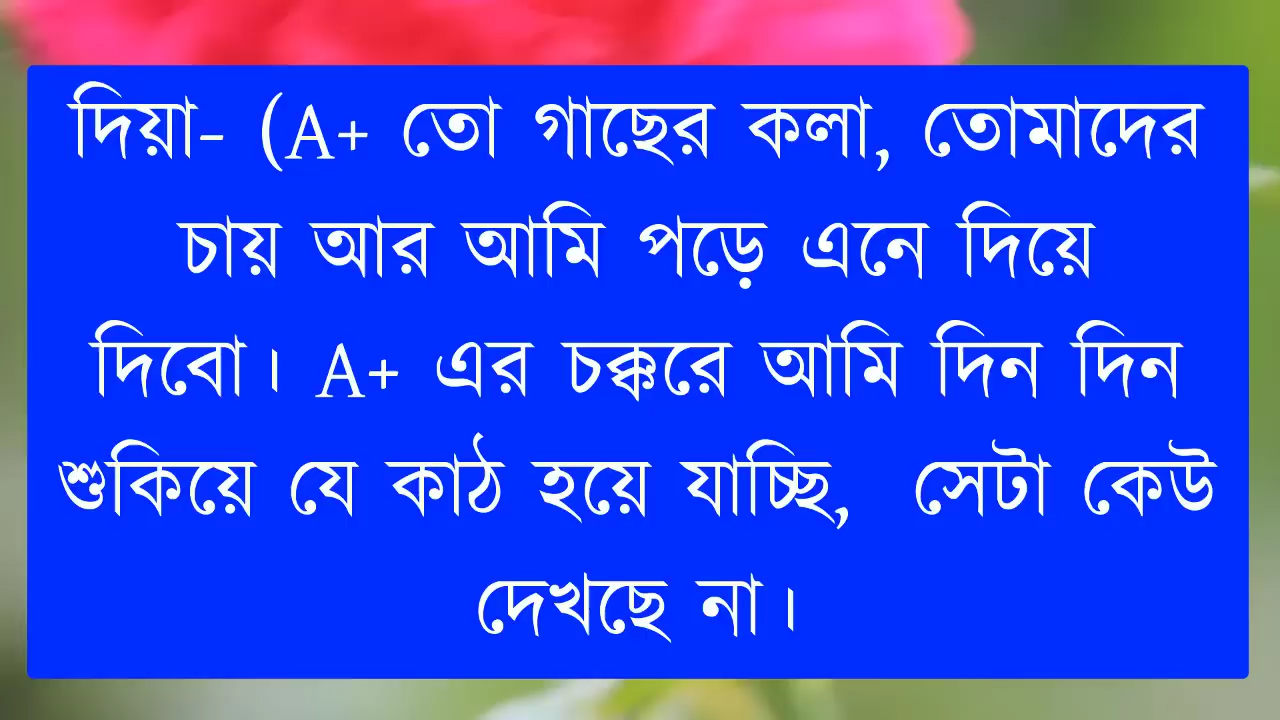 দিয়া- (A+ তো গাছের কলা, তোমাদের
চায় আর আমি পড়ে এনে দিয়ে
দিবো। A+ এর চক্করে আমি দিন দিন
শুকিয়ে যে কাঠ হয়ে যাচ্ছি, সেটা কেউ
দেখছে না।